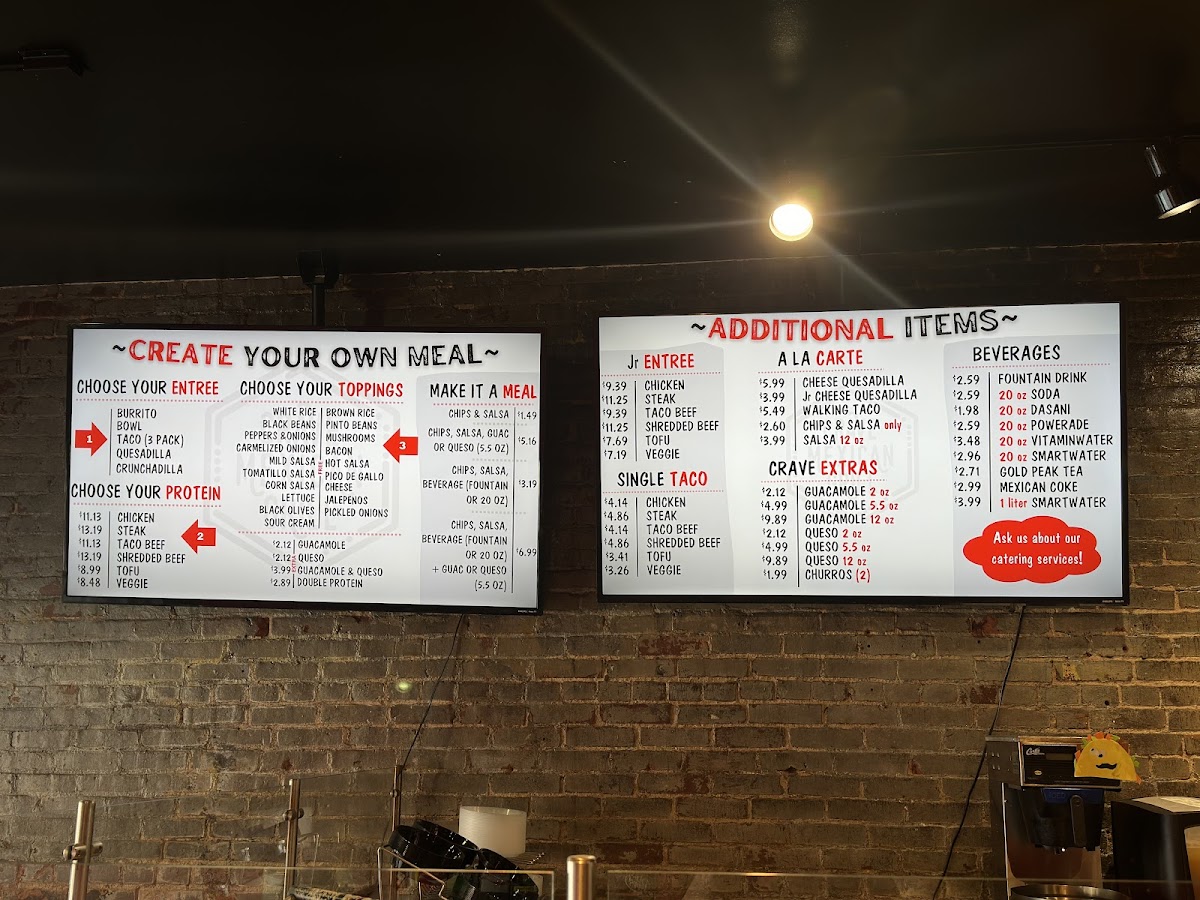 ~CREATE YOUR OWN MEAL~
CHOOSE YOUR ENTREE
1
BURRITO
BOWL
TACO (3 PACK)
QUESADILLA
CRUNCHADILLA
CHOOSE YOUR PROTEIN
$11.13 CHICKEN
$13.19 STEAK
$11.13 TACO BEEF
$13.19 SHREDDED BEEF
$8.99 TOFU
$8.48 VEGGIE
2
CHOOSE YOUR TOPPINGS
WHITE RICE BROWN RICE
BLACK BEANS PINTO BEANS
PEPPERS &ONIONS MUSHROOMS
CARMELIZED ONIONS BACON
MILD SALSA HOT SALSA
TOMATILLO SALSA PICO DE GALLO
CORN SALSA CHEESE
LETTUCE JALEPENOS
BLACK OLIVES PICKLED ONIONS
SOUR CREAM
3
$2.12 GUACAMOLE
$2.12 QUESO
$3.99 GUACAMOLE & QUESO
$2.89 DOUBLE PROTEIN
MAKE IT A MEAL
CHIPS & SALSA $1.49
CHIPS, SALSA, GUAC
OR QUESO (5.5 OZ) $5.16
CHIPS, SALSA,
BEVERAGE (FOUNTAIN $3.19
OR 20 OZ)
CHIPS, SALSA,
BEVERAGE (FOUNTAIN
OR 20 OZ) $6.99
+ GUAC OR QUESO
(5.5 OZ)
~ADDITIONAL ITEMS~
Jr ENTREE
$9.39 CHICKEN
$11.25 STEAK
$9.39 TACO BEEF
$11.25 SHREDDED BEEF
$7.69 TOFU
$7.19 VEGGIE
SINGLE TACO
$4.14 CHICKEN
$4.86 STEAK
$4.14 TACO BEEF
$4.86 SHREDDED BEEF
$3.41 TOFU
$3.26 VEGGIE
A LA CARTE
$5.99 CHEESE QUESADILLA
$3.99 Jr CHEESE QUESADILLA
$5.49 WALKING TACO
$2.60 CHIPS & SALSA only
$3.99 SALSA 12 oz
CRAVE EXTRAS
$2.12 GUACAMOLE 2 oz
$4.99 GUACAMOLE 5.5 oz
$9.89 GUACAMOLE 12 oz
$2.12 QUESO 2 oz
$4.99 QUESO 5.5 oz
$9.89 QUESO 12 oz
$1.99 CHURROS (2)
BEVERAGES
$2.59 FOUNTAIN DRINK
$2.59 20 oz SODA
$1.98 20 oz DASANI
$2.59 20 oz POWERADE
$3.48 20 oz VITAMINWATER
$2.96 20 oz SMARTWATER
$2.71 GOLD PEAK TEA
$2.99 MEXICAN COKE
$3.99 1 liter SMARTWATER
Ask us about our
catering services!